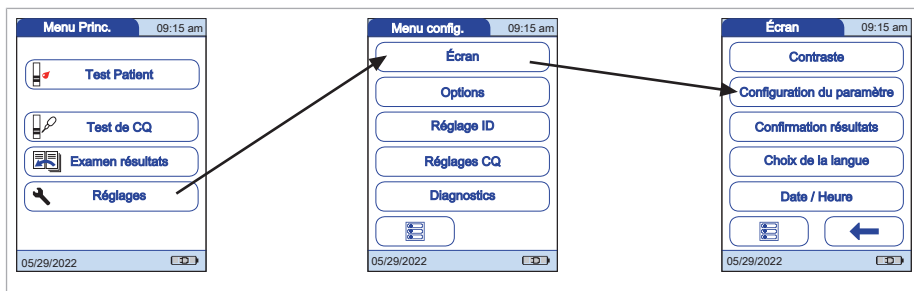 Menu Princ.
09:15 am
Test Patient
Test de CQ
Examen résultats
Réglages
05/29/2022
Menu config.
09:15 am
Écran
Options
Réglage ID
Réglages CQ
Diagnostics
05/29/2022
Écran
09:15 am
Contraste
Configuration du paramètre
Confirmation résultats
Choix de la langue
Date / Heure
05/29/2022